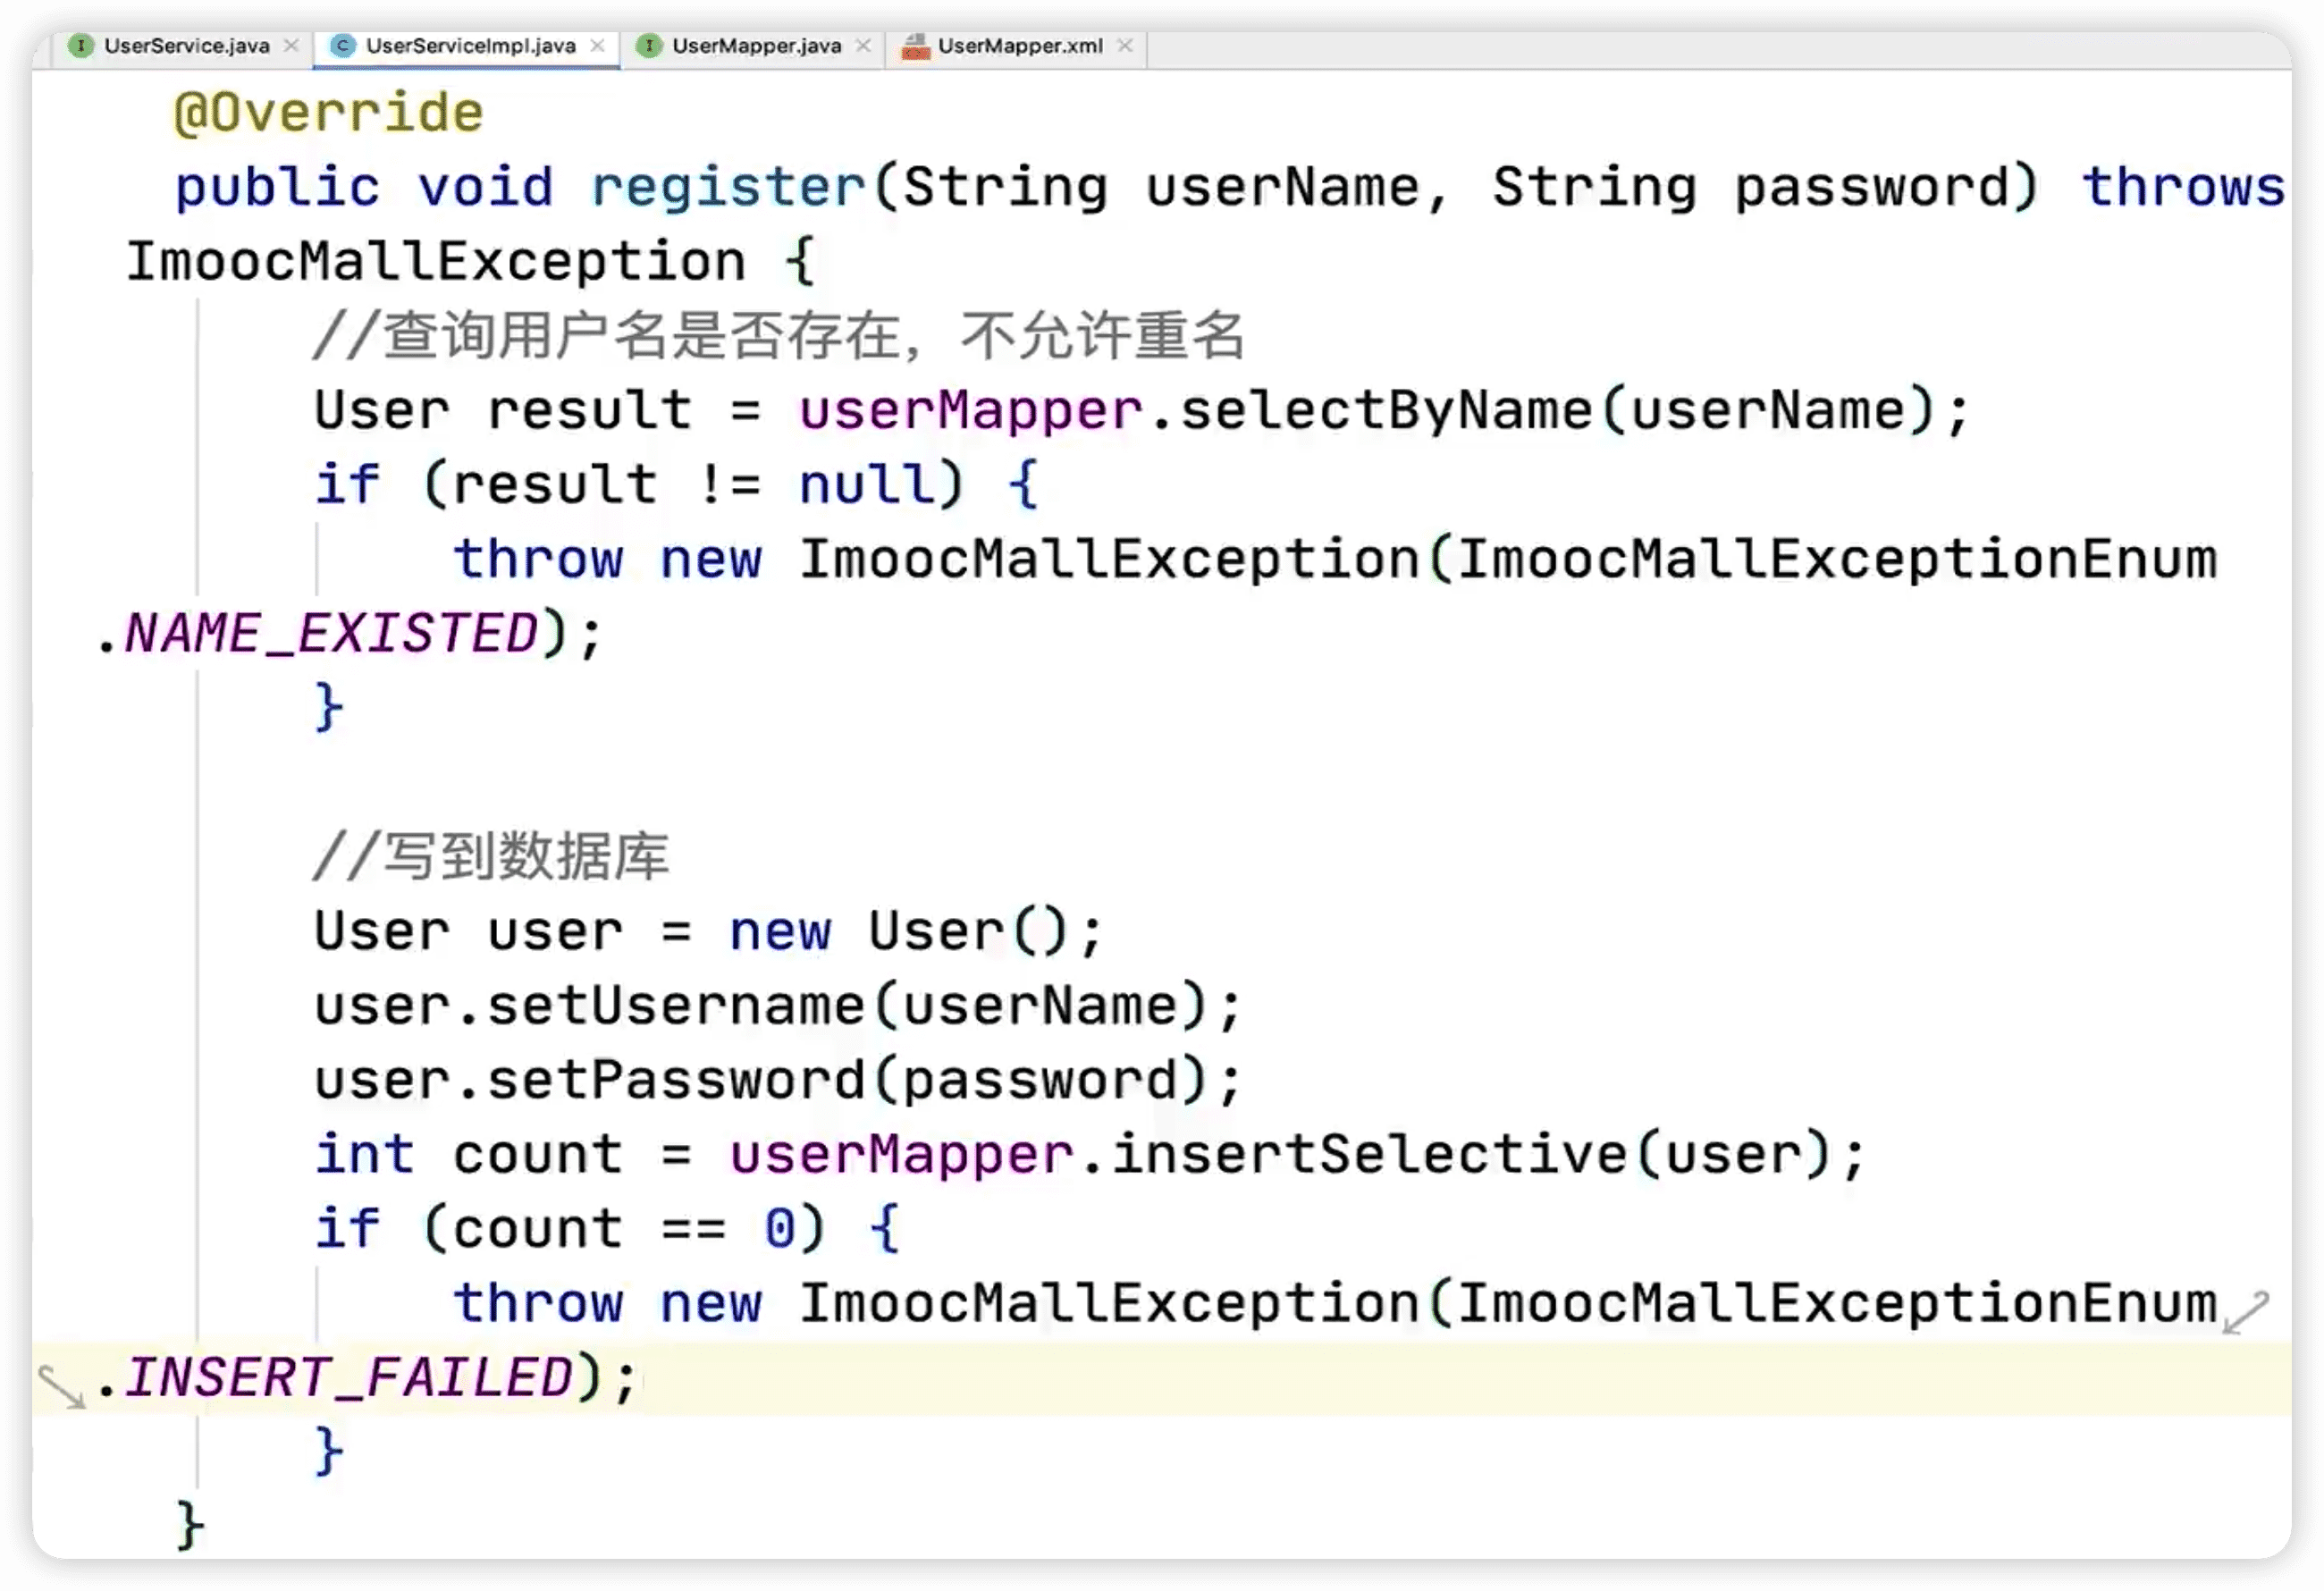 UserService.java UserServiceImpl.java UserMapper.java UserMapper.xml
@Override
public void register(String userName, String password) throws
ImoocMallException {
//查询用户名是否存在，不允许重名
User result = userMapper.selectByName(userName);
if (result != null) {
throw new ImoocMallException(ImoocMallExceptionEnum
.NAME_EXISTED);
}
//写到数据库
User user = new User();
user.setUsername(userName);
user.setPassword(password);
int count = userMapper.insertSelective(user);
if (count == 0) {
throw new ImoocMallException(ImoocMallExceptionEnum
.INSERT_FAILED);
}
}